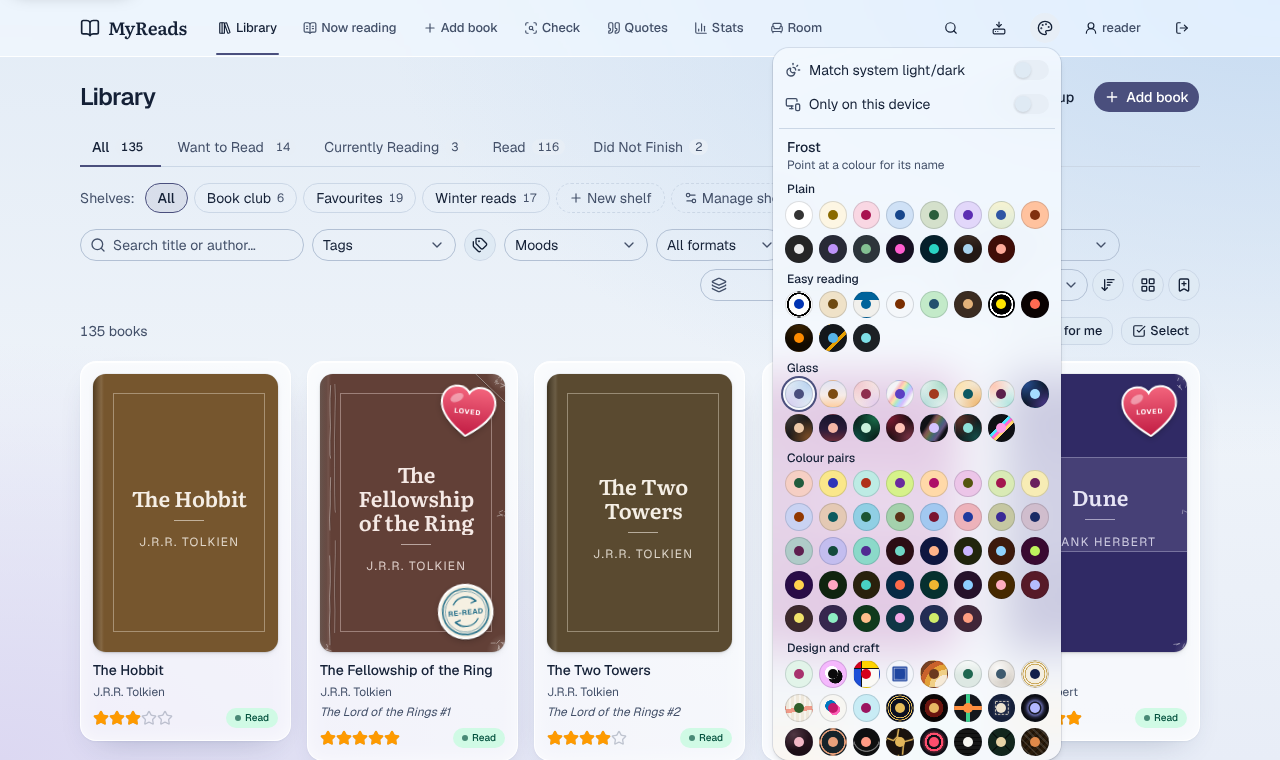 MyReads
Library
Now reading
Add book
Check
Quotes
Stats
Room
reader
Match system light/dark
Only on this device
Library
Add book
All 135
Want to Read 14
Currently Reading 3
Read 116
Did Not Finish 2
Frost
Point at a colour for its name
Plain
Shelves:
All
Book club 6
Favourites 19
Winter reads 17
New shelf
Search title or author...
Tags
Moods
All formats
Easy reading
135 books
for me
Select
Glass
Colour pairs
Design and craft
The Hobbit
J.R.R. TOLKIEN
LOVED
The
Fellowship
of the Ring
J.R.R. TOLKIEN
RE-READ
The Two
Towers
J.R.R. TOLKIEN
LOVED
Dune
HERBERT
The Hobbit
J.R.R. Tolkien
Read
The Fellowship of the Ring
J.R.R. Tolkien
The Lord of the Rings #1
Read
The Two Towers
J.R.R. Tolkien
The Lord of the Rings #2
Read
Read